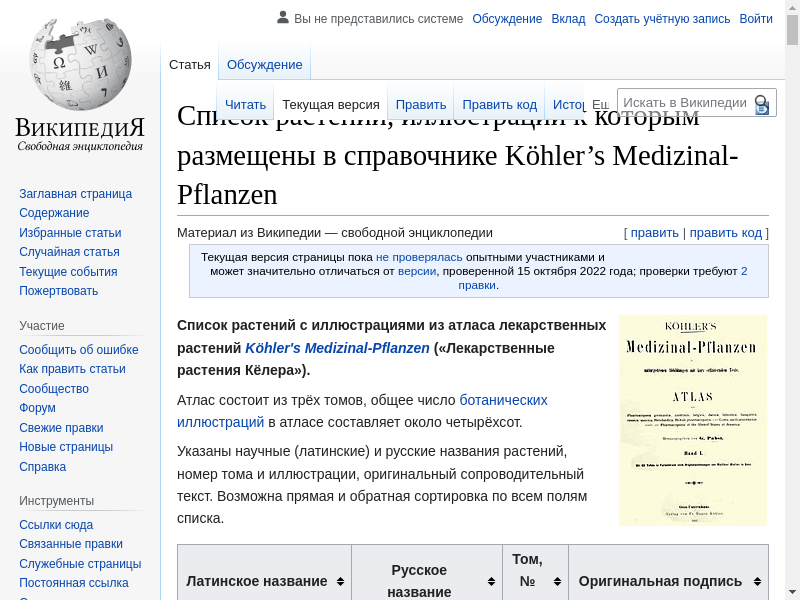 Вы не представились системе Обсуждение Вклад Создать учётную запись Войти
ВикипедиЯ
Свободная энциклопедия
Статья Обсуждение
Читать Текущая версия Править Править код Истор Ещ Искать в Википедии
Список растений, иллюстрации к которым
размещены в справочнике Köhler’s Medizinal-
Pflanzen
Материал из Википедии — свободной энциклопедии [ править | править код ]
Текущая версия страницы пока не проверялась опытными участниками и
может значительно отличаться от версии, проверенной 15 октября 2022 года; проверки требуют 2
правки.
Список растений с иллюстрациями из атласа лекарственных
растений Köhler's Medizinal-Pflanzen («Лекарственные
растения Кёлера»).
Атлас состоит из трёх томов, общее число ботанических
иллюстраций в атласе составляет около четырёхсот.
Указаны научные (латинские) и русские названия растений,
номер тома и иллюстрации, оригинальный сопроводительный
текст. Возможна прямая и обратная сортировка по всем полям
списка.
KÖHLER'S
Medizinal-Pflanzen
ATLAS
G. Pabst.
Band I.
Латинское название
Русское
название
Том,
№
Оригинальная подпись
Заглавная страница
Содержание
Избранные статьи
Случайная статья
Текущие события
Пожертвовать
Участие
Сообщить об ошибке
Как править статьи
Сообщество
Форум
Свежие правки
Новые страницы
Справка
Инструменты
Ссылки сюда
Связанные правки
Служебные страницы
Постоянная ссылка